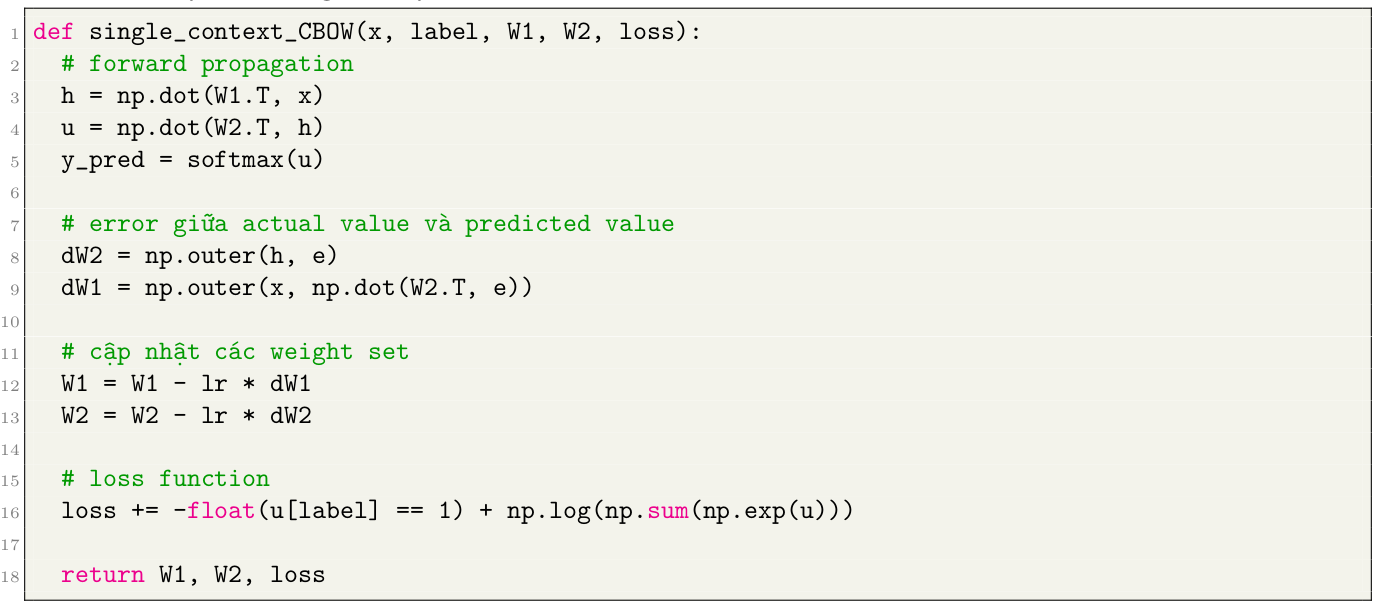 1 def single_context_CBOW(x, label, W1, W2, loss):
2   # forward propagation
3   h = np.dot(W1.T, x)
4   u = np.dot(W2.T, h)
5   y_pred = softmax(u)
6
7   # error giữa actual value và predicted value
8   dW2 = np.outer(h, e)
9   dW1 = np.outer(x, np.dot(W2.T, e))
10
11   # cập nhật các weight set
12   W1 = W1 - lr * dW1
13   W2 = W2 - lr * dW2
14
15   # loss function
16   loss += -float(u[label] == 1) + np.log(np.sum(np.exp(u)))
17
18   return W1, W2, loss